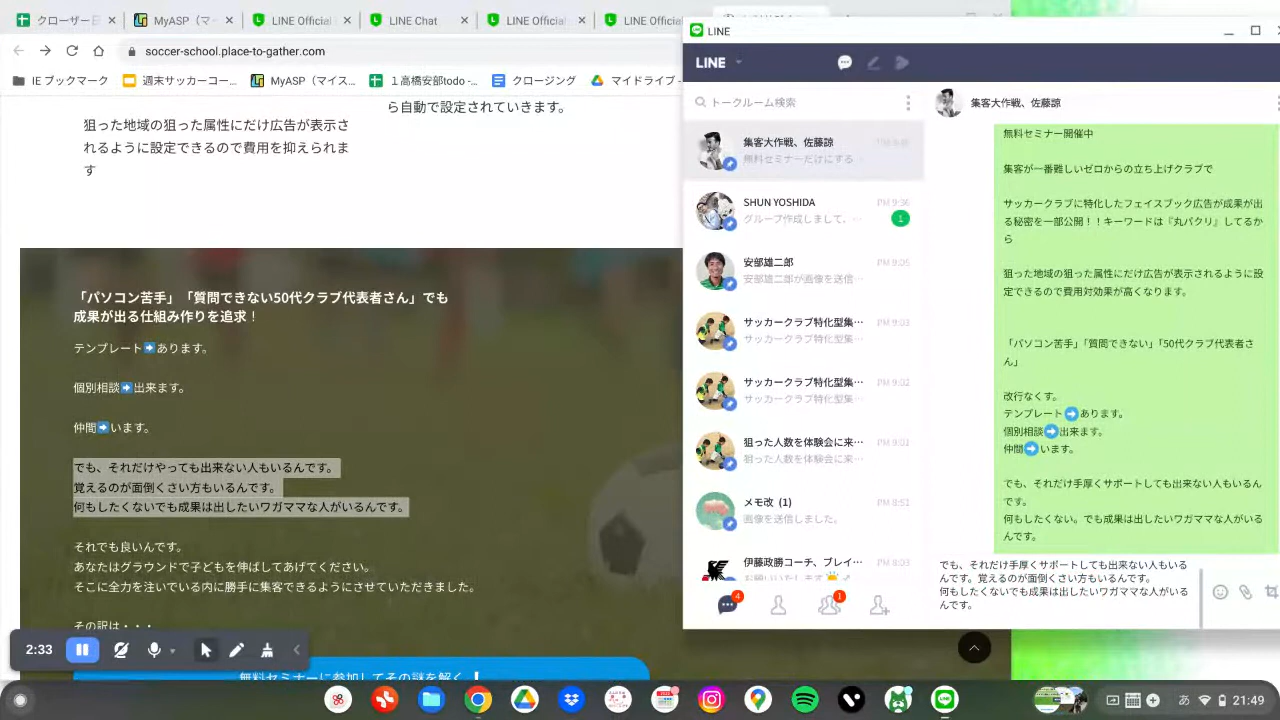 MyASP（マイ
LINE Officia
LINE Chat
LINE Official
LINE Officia
soccer-school.place-to-gather.com
IE ブックマーク
週末サッカーコー…
MyASP（マイス…
１高橋安部todo -…
クロージング
マイドライブ -
ら自動で設定されていきます。
狙った地域の狙った属性にだけ広告が表示さ
れるように設定できるので費用を抑えられま
す
「パソコン苦手」「質問できない50代クラブ代表者さん」でも
成果が出る仕組み作りを追求！
テンプレート➡あります。
個別相談➡出来ます。
仲間➡います。
でも、それだけやっても出来ない人もいるんです。
覚えるのが面倒くさい方もいるんです。
何もしたくないでも成果は出したいワガママな人がいるんです。
それでも良いんです。
あなたはグラウンドで子どもを伸ばしてあげてください。
それに全力を注いている内に勝手に集客が出来るようにさせていただきました。
その訳は・・・
無料セミナーに参加してその謎を解く！
2:33
LINE
LINE
トークルーム検索
集客大作戦、佐藤諒
無料セミナーだけにする
SHUN YOSHIDA
PM 9:36
グループ作成しまして、…
1
安部雄二郎
PM 9:05
安部雄二郎が画像を送信…
サッカークラブ特化型集…
PM 9:03
サッカークラブ特化型集…
サッカークラブ特化型集…
PM 9:02
サッカークラブ特化型集…
狙った人数を体験会に来…
PM 9:01
狙った人数を体験会に来…
メモ改 (1)
PM 8:51
画像を送信しました。
伊藤政勝コーチ、ブレイ…
PM 8:03
お願いいたします
4
1
集客大作戦、佐藤諒
無料セミナー開催中
集客が一番難しいゼロからの立ち上げクラブで
サッカークラブに特化したフェイスブック広告が成果が出
る秘密を一部公開！！キーワードは『丸パクリ』してるか
ら
狙った地域の狙った属性にだけ広告が表示されるように設
定できるので費用対効果が高くなります。
「パソコン苦手」「質問できない」「50代クラブ代表者さ
ん」
改行なくす。
テンプレート➡あります。
個別相談➡出来ます。
仲間➡います。
でも、それだけ手厚くサポートしても出来ない人もいるん
です。
何もしたくない。でも成果は出したいワガママな人がいる
んです。
でも、それだけ手厚くサポートしても出来ない人もいる
んです。覚えるのが面倒くさい方もいるんです。
何もしたくないでも成果は出したいワガママな人がいる
んです。
あ
21:49